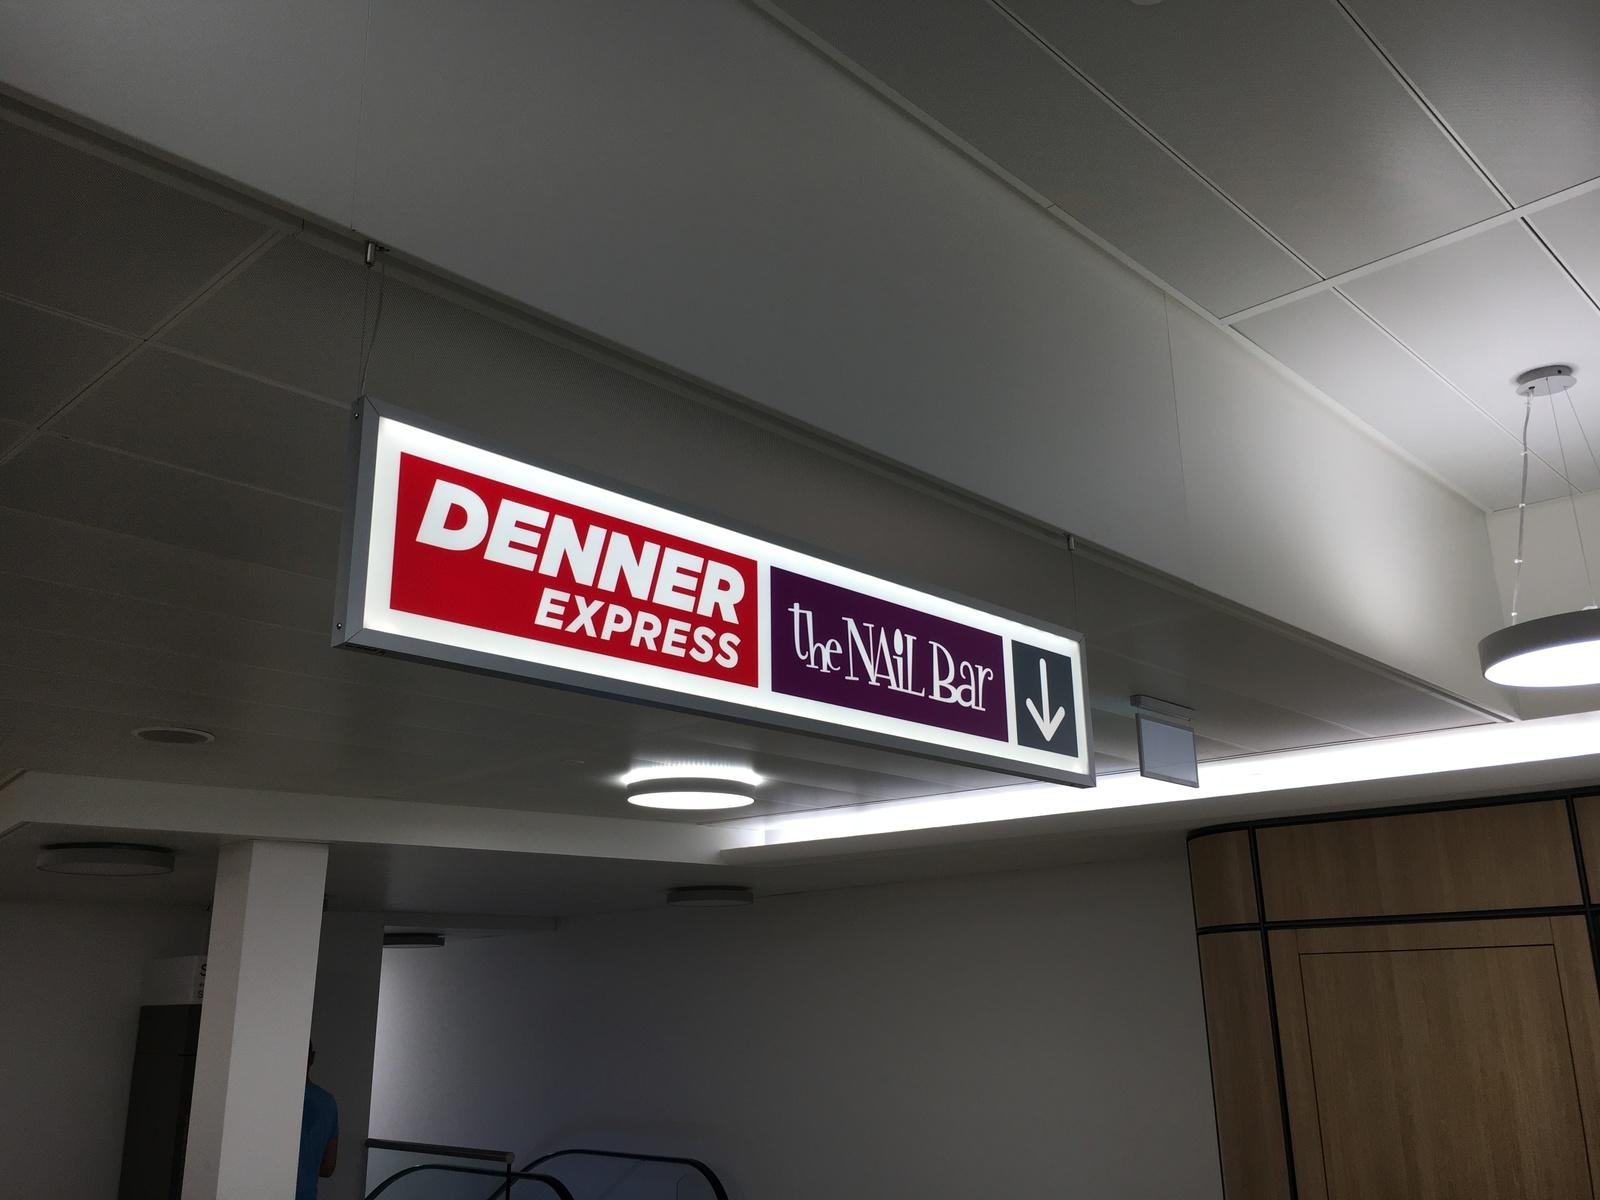 DENNER
EXPRESS
the NAiL Bar